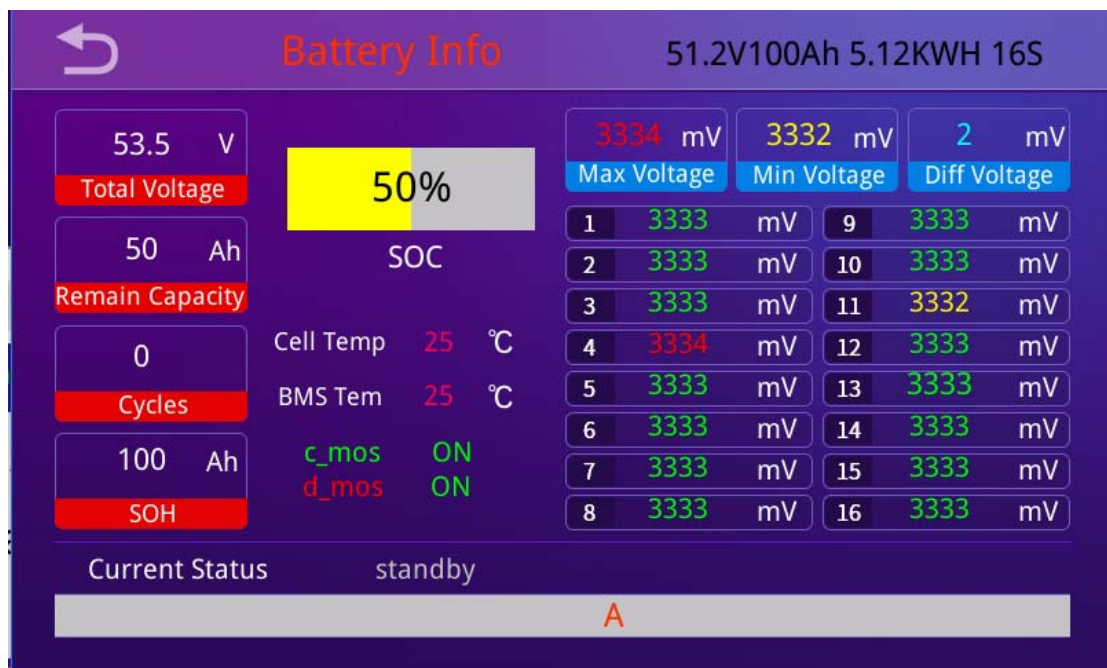 Battery Info 51.2V100Ah 5.12KWH 16S
53.5 V
Total Voltage
50 Ah
Remain Capacity
0
Cycles
100 Ah
SOH
50%
SOC
Cell Temp 25 ℃
BMS Tem 25 ℃
c_mos ON
d_mos ON
3334 mV 3332 mV 2 mV
Max Voltage Min Voltage Diff Voltage
1 3333 mV 9 3333 mV
2 3333 mV 10 3333 mV
3 3333 mV 11 3332 mV
4 3334 mV 12 3333 mV
5 3333 mV 13 3333 mV
6 3333 mV 14 3333 mV
7 3333 mV 15 3333 mV
8 3333 mV 16 3333 mV
Current Status standby
A